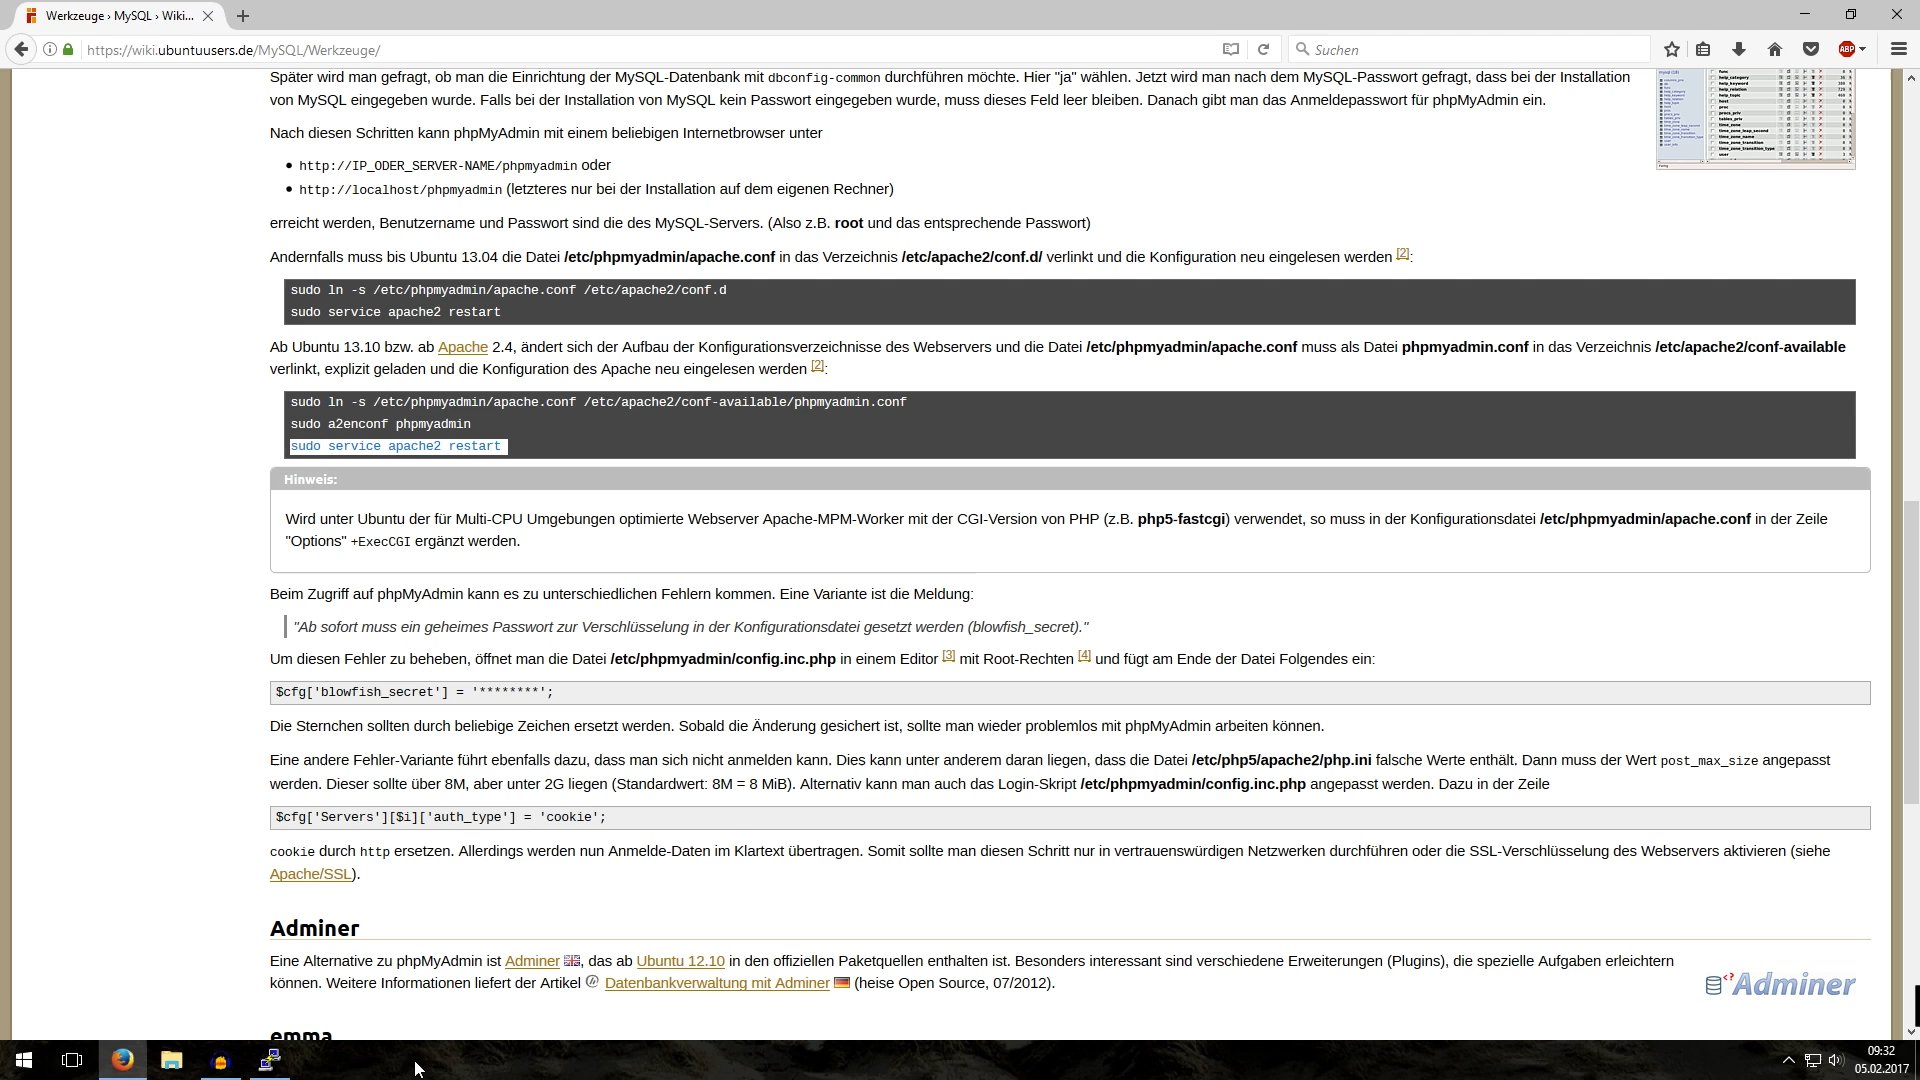 Werkzeuge › MySQL › Wiki...
https://wiki.ubuntuusers.de/MySQL/Werkzeuge/
Suchen
ABP
Später wird man gefragt, ob man die Einrichtung der MySQL-Datenbank mit dbconfig-common durchführen möchte. Hier "ja" wählen. Jetzt wird man nach dem MySQL-Passwort gefragt, dass bei der Installation
von MySQL eingegeben wurde. Falls bei der Installation von MySQL kein Passwort eingegeben wurde, muss dieses Feld leer bleiben. Danach gibt man das Anmeldepasswort für phpMyAdmin ein.
func
help_category
help_keyword
help_relation
help_topic
host
proc
procs_priv
tables_priv
time_zone
time_zone_leap_second
time_zone_name
time_zone_transition
time_zone_transition_type
user
Nach diesen Schritten kann phpMyAdmin mit einem beliebigen Internetbrowser unter
http://IP_ODER_SERVER-NAME/phpmyadmin oder
http://localhost/phpmyadmin (letzteres nur bei der Installation auf dem eigenen Rechner)
erreicht werden, Benutzername und Passwort sind die des MySQL-Servers. (Also z.B. root und das entsprechende Passwort)
Andernfalls muss bis Ubuntu 13.04 die Datei /etc/phpmyadmin/apache.conf in das Verzeichnis /etc/apache2/conf.d/ verlinkt und die Konfiguration neu eingelesen werden [2]:
sudo ln -s /etc/phpmyadmin/apache.conf /etc/apache2/conf.d
sudo service apache2 restart
Ab Ubuntu 13.10 bzw. ab Apache 2.4, ändert sich der Aufbau der Konfigurationsverzeichnisse des Webservers und die Datei /etc/phpmyadmin/apache.conf muss als Datei phpmyadmin.conf in das Verzeichnis /etc/apache2/conf-available
verlinkt, explizit geladen und die Konfiguration des Apache neu eingelesen werden [2]:
sudo ln -s /etc/phpmyadmin/apache.conf /etc/apache2/conf-available/phpmyadmin.conf
sudo a2enconf phpmyadmin
sudo service apache2 restart
Hinweis:
Wird unter Ubuntu der für Multi-CPU Umgebungen optimierte Webserver Apache-MPM-Worker mit der CGI-Version von PHP (z.B. php5-fastcgi) verwendet, so muss in der Konfigurationsdatei /etc/phpmyadmin/apache.conf in der Zeile
"Options" +ExecCGI ergänzt werden.
Beim Zugriff auf phpMyAdmin kann es zu unterschiedlichen Fehlern kommen. Eine Variante ist die Meldung:
"Ab sofort muss ein geheimes Passwort zur Verschlüsselung in der Konfigurationsdatei gesetzt werden (blowfish_secret)."
Um diesen Fehler zu beheben, öffnet man die Datei /etc/phpmyadmin/config.inc.php in einem Editor [3] mit Root-Rechten [4] und fügt am Ende der Datei Folgendes ein:
$cfg['blowfish_secret'] = '********';
Die Sternchen sollten durch beliebige Zeichen ersetzt werden. Sobald die Änderung gesichert ist, sollte man wieder problemlos mit phpMyAdmin arbeiten können.
Eine andere Fehler-Variante führt ebenfalls dazu, dass man sich nicht anmelden kann. Dies kann unter anderem daran liegen, dass die Datei /etc/php5/apache2/php.ini falsche Werte enthält. Dann muss der Wert post_max_size angepasst
werden. Dieser sollte über 8M, aber unter 2G liegen (Standardwert: 8M = 8 MiB). Alternativ kann man auch das Login-Skript /etc/phpmyadmin/config.inc.php angepasst werden. Dazu in der Zeile
$cfg['Servers'][$i]['auth_type'] = 'cookie';
cookie durch http ersetzen. Allerdings werden nun Anmelde-Daten im Klartext übertragen. Somit sollte man diesen Schritt nur in vertrauenswürdigen Netzwerken durchführen oder die SSL-Verschlüsselung des Webservers aktivieren (siehe
Apache/SSL).
Adminer
Eine Alternative zu phpMyAdmin ist Adminer, das ab Ubuntu 12.10 in den offiziellen Paketquellen enthalten ist. Besonders interessant sind verschiedene Erweiterungen (Plugins), die spezielle Aufgaben erleichtern
können. Weitere Informationen liefert der Artikel Datenbankverwaltung mit Adminer (heise Open Source, 07/2012).
Adminer
emma
09:32
05.02.2017